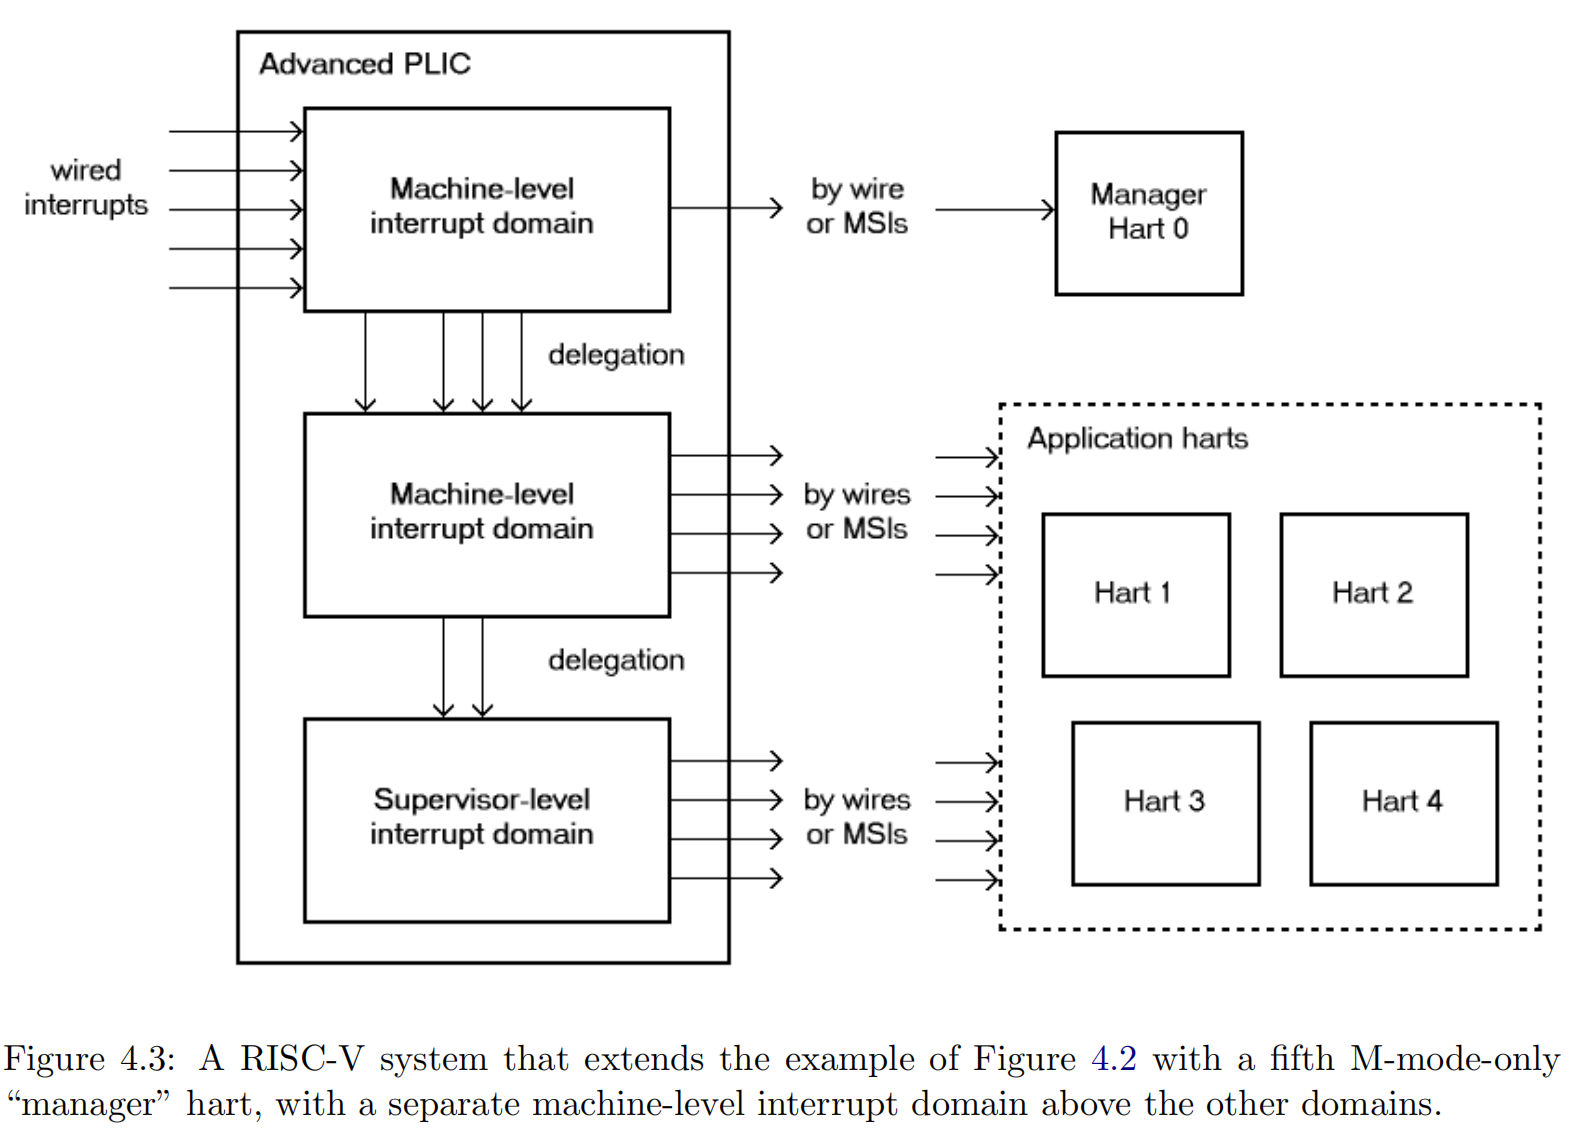 Advanced PLIC
wired
interrupts
Machine-level
interrupt domain
by wire
or MSIs
Manager
Hart 0
delegation
Machine-level
interrupt domain
by wires
or MSIs
Application harts
Hart 1
Hart 2
delegation
Supervisor-level
interrupt domain
by wires
or MSIs
Hart 3
Hart 4
Figure 4.3: A RISC-V system that extends the example of Figure 4.2 with a fifth M-mode-only
“manager” hart, with a separate machine-level interrupt domain above the other domains.